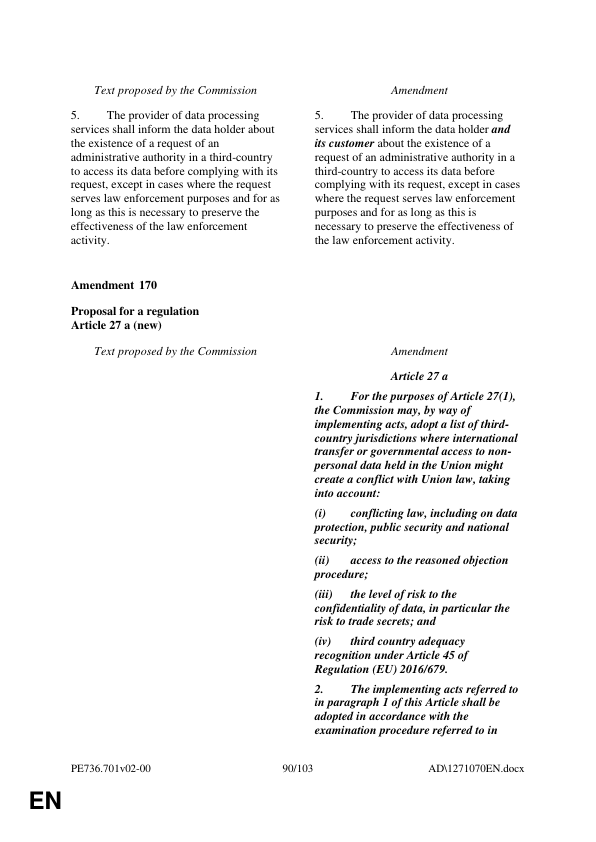 Text proposed by the Commission
5. The provider of data processing
services shall inform the data holder about
the existence of a request of an
administrative authority in a third-country
to access its data before complying with its
request, except in cases where the request
serves law enforcement purposes and for as
long as this is necessary to preserve the
effectiveness of the law enforcement
activity.
Amendment
5. The provider of data processing
services shall inform the data holder and
its customer about the existence of a
request of an administrative authority in a
third-country to access its data before
complying with its request, except in cases
where the request serves law enforcement
purposes and for as long as this is
necessary to preserve the effectiveness of
the law enforcement activity.
Amendment 170
Proposal for a regulation
Article 27 a (new)
Text proposed by the Commission
Amendment
Article 27 a
1. For the purposes of Article 27(1),
the Commission may, by way of
implementing acts, adopt a list of third-
country jurisdictions where international
transfer or governmental access to non-
personal data held in the Union might
create a conflict with Union law, taking
into account:
(i) conflicting law, including on data
protection, public security and national
security;
(ii) access to the reasoned objection
procedure;
(iii) the level of risk to the
confidentiality of data, in particular the
risk to trade secrets; and
(iv) third country adequacy
recognition under Article 45 of
Regulation (EU) 2016/679.
2. The implementing acts referred to
in paragraph 1 of this Article shall be
adopted in accordance with the
examination procedure referred to in
PE736.701v02-00 90/103 AD\1271070EN.docx
EN